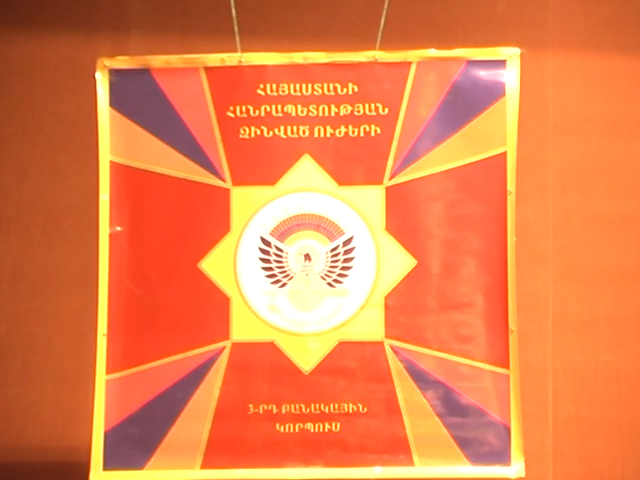 ՀԱՅԱՍՏԱՆԻ
ՀԱՆՐԱՊԵՏՈՒԹՅԱՆ
ԶԻՆՎԱԾ ՈՒԺԵՐԻ
3-ՐԴ ԲԱՆԱԿԱՅԻՆ
ԿՈՐՊՈՒՍ